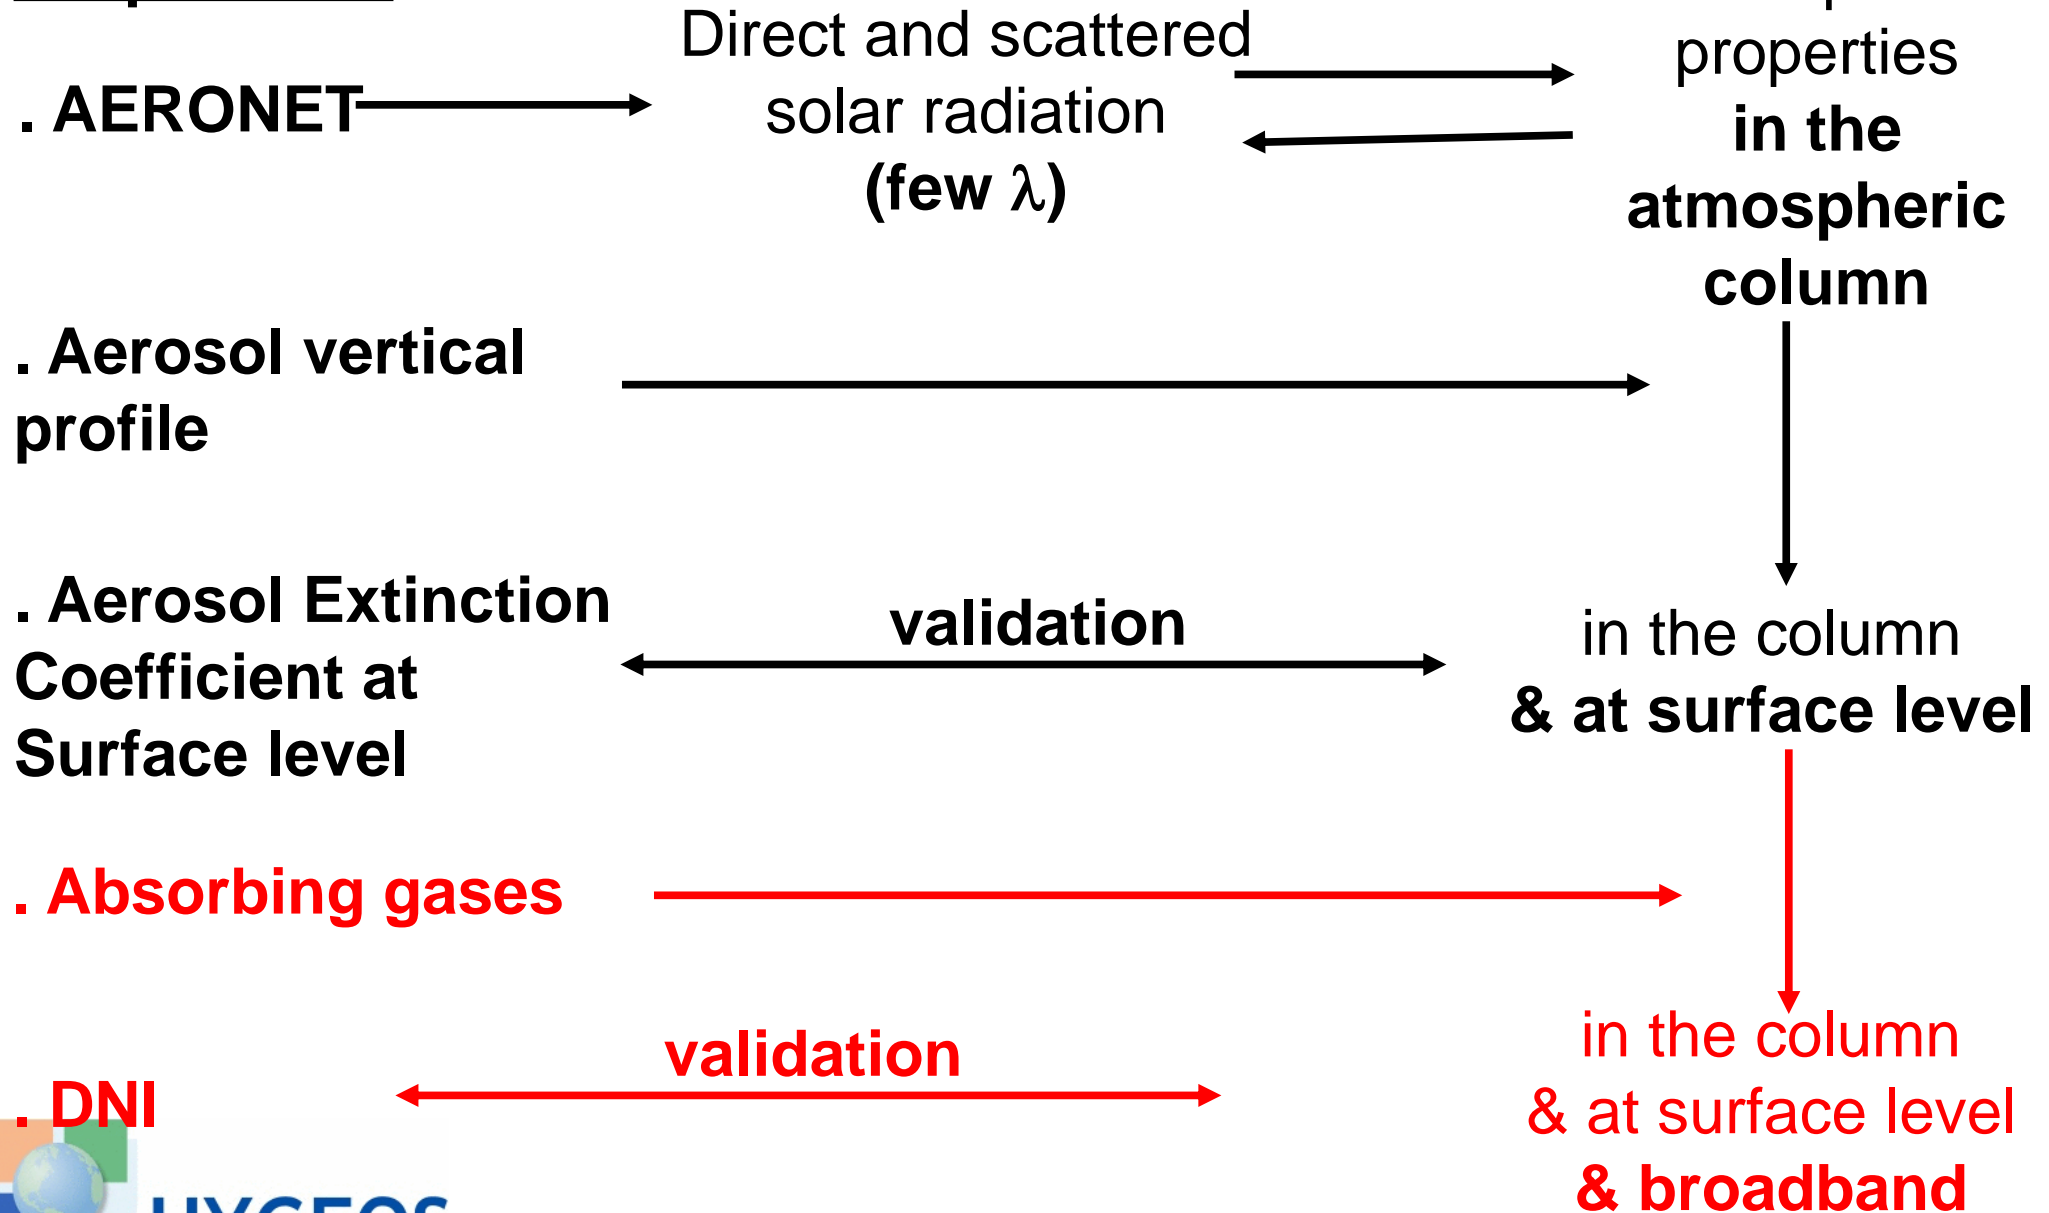 Direct and scattered
solar radiation
(few λ)
properties
in the
atmospheric
column
. AERONET
. Aerosol vertical
profile
. Aerosol Extinction
Coefficient at
Surface level
validation
in the column
& at surface level
. Absorbing gases
. DNI
validation
in the column
& at surface level
& broadband
HYGEOS